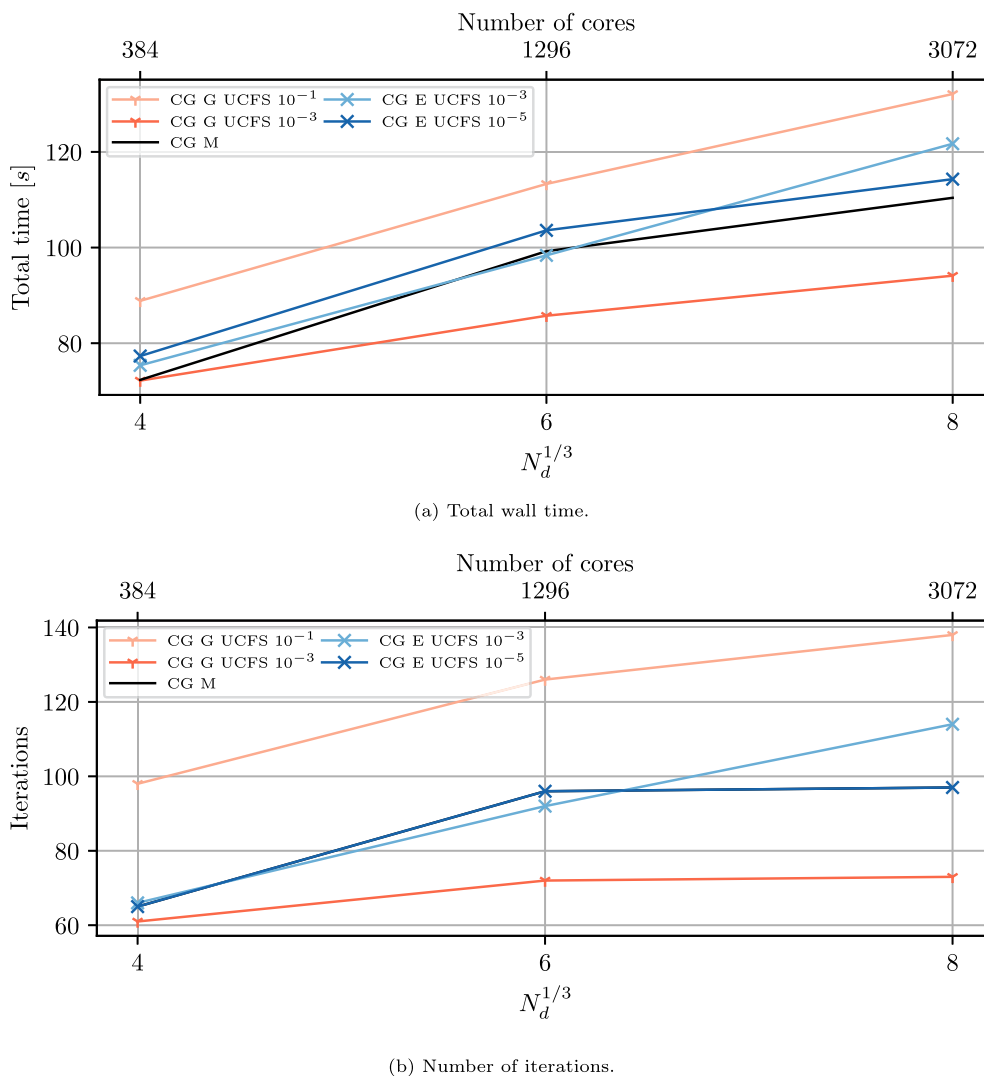 Number of cores
384 1296 3072
CG G UCFS 10⁻¹ CG E UCFS 10⁻³
CG G UCFS 10⁻³ CG E UCFS 10⁻⁵
CG M
120
100
80
Total time [s]
4 6 8
N_d^{1/3}
(a) Total wall time.
Number of cores
384 1296 3072
140
CG G UCFS 10⁻¹ CG E UCFS 10⁻³
CG G UCFS 10⁻³ CG E UCFS 10⁻⁵
CG M
120
100
80
60
Iterations
4 6 8
N_d^{1/3}
(b) Number of iterations.